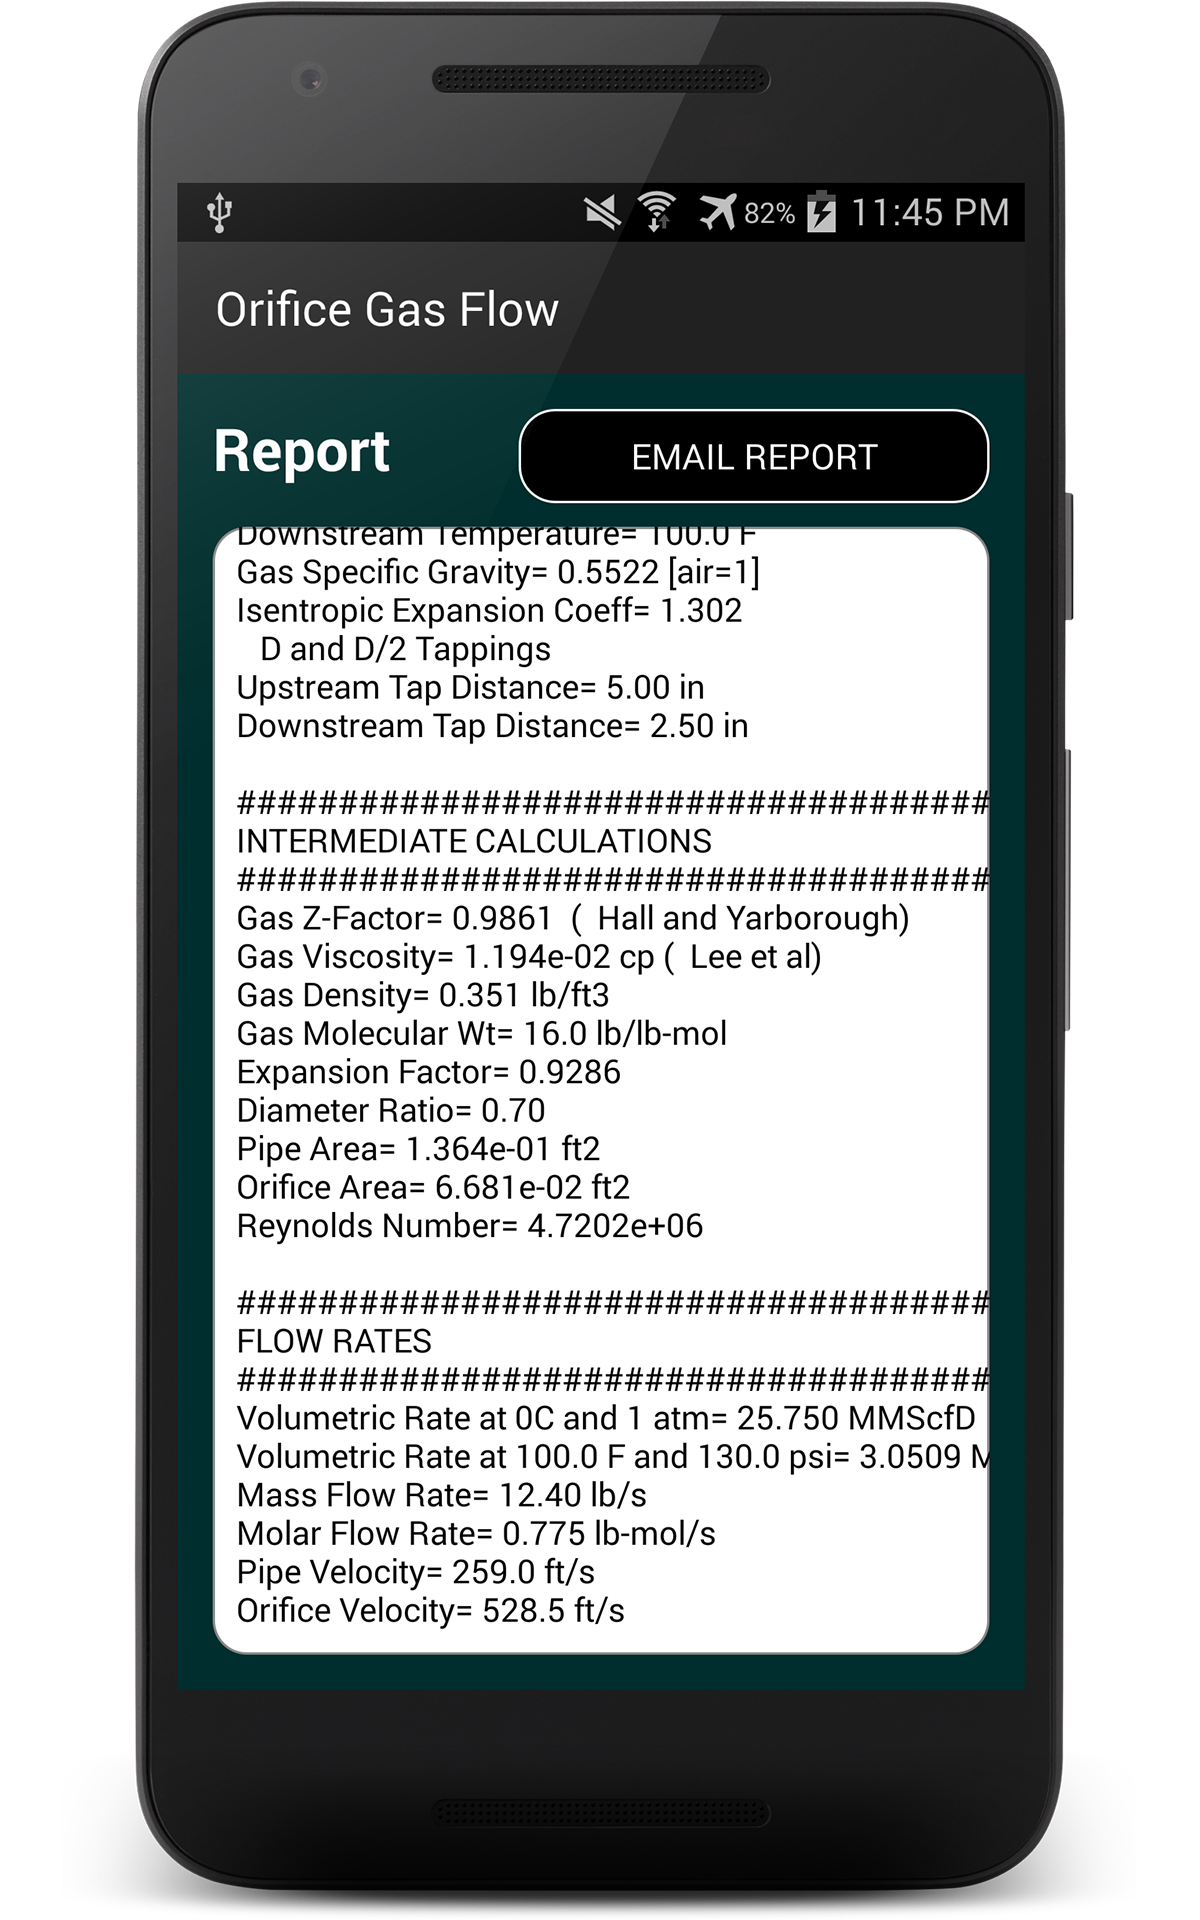 82% 11:45 PM
Orifice Gas Flow
Report
EMAIL REPORT
Downstream Temperature= 100.0 F
Gas Specific Gravity= 0.5522 [air=1]
Isentropic Expansion Coeff= 1.302
D and D/2 Tappings
Upstream Tap Distance= 5.00 in
Downstream Tap Distance= 2.50 in
#####################################
INTERMEDIATE CALCULATIONS
#####################################
Gas Z-Factor= 0.9861  (  Hall and Yarborough)
Gas Viscosity= 1.194e-02 cp (  Lee et al)
Gas Density= 0.351 lb/ft3
Gas Molecular Wt= 16.0 lb/lb-mol
Expansion Factor= 0.9286
Diameter Ratio= 0.70
Pipe Area= 1.364e-01 ft2
Orifice Area= 6.681e-02 ft2
Reynolds Number= 4.7202e+06
#####################################
FLOW RATES
#####################################
Volumetric Rate at 0C and 1 atm= 25.750 MMScfD
Volumetric Rate at 100.0 F and 130.0 psi= 3.0509 M
Mass Flow Rate= 12.40 lb/s
Molar Flow Rate= 0.775 lb-mol/s
Pipe Velocity= 259.0 ft/s
Orifice Velocity= 528.5 ft/s